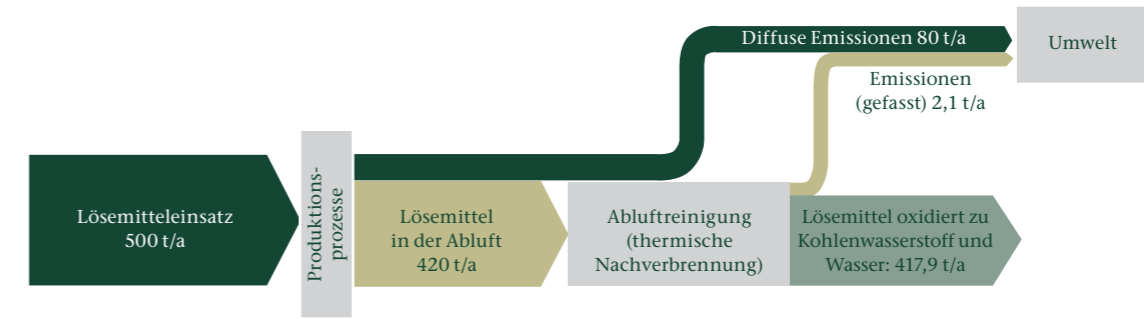 Diffuse Emissionen 80 t/a
Umwelt
Emissionen
(gefasst) 2,1 t/a
Lösemitteleinsatz
500 t/a
Produktions-
prozesse
Lösemittel
in der Abluft
420 t/a
Abluftreinigung
(thermische
Nachverbrennung)
Lösemittel oxidiert zu
Kohlenwasserstoff und
Wasser: 417,9 t/a